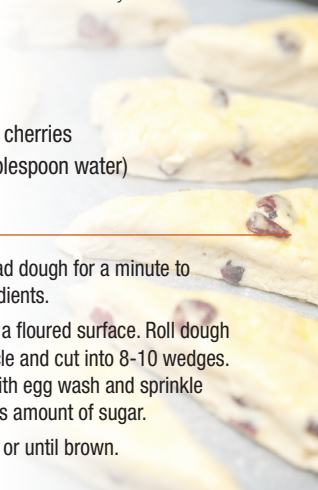 cherries
blespoon water)
ad dough for a minute to
dients.
a floured surface. Roll dough
cle and cut into 8-10 wedges.
ith egg wash and sprinkle
s amount of sugar.
or until brown.